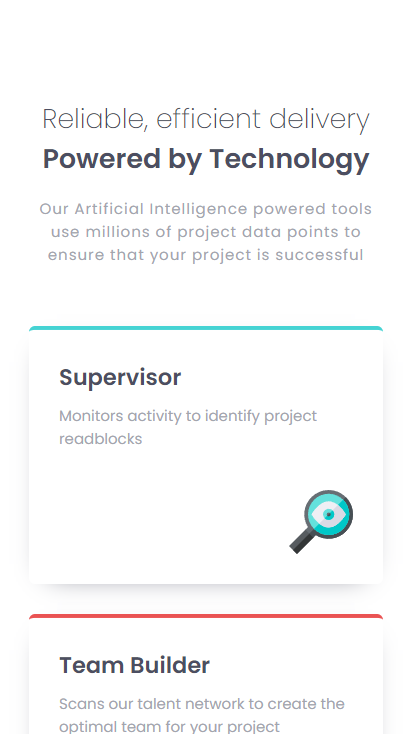 Reliable, efficient delivery
Powered by Technology
Our Artificial Intelligence powered tools
use millions of project data points to
ensure that your project is successful
Supervisor
Monitors activity to identify project
readblocks
Team Builder
Scans our talent network to create the
optimal team for your project